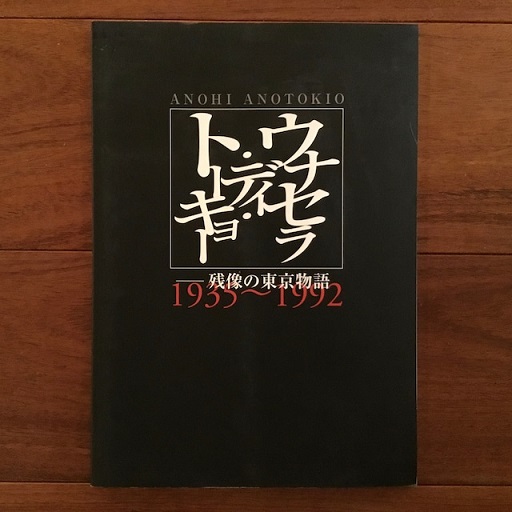 ANOHI ANOTOKIO
ウナセラ
・ディ・
トーキョー
——残像の東京物語
1935〜1992